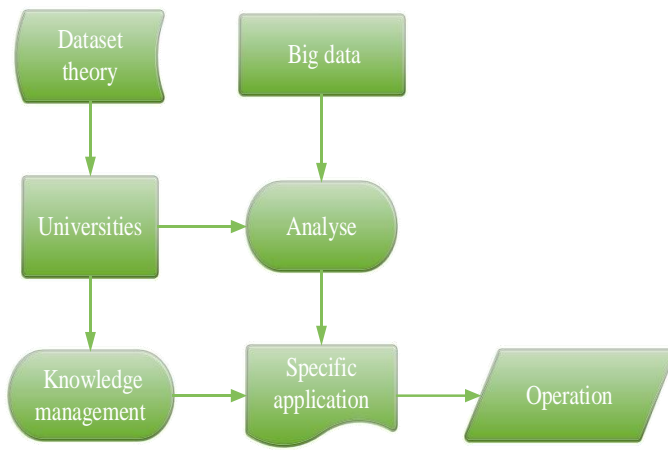 Dataset
theory
Big data
Universities
Analyse
Knowledge
management
Specific
application
Operation